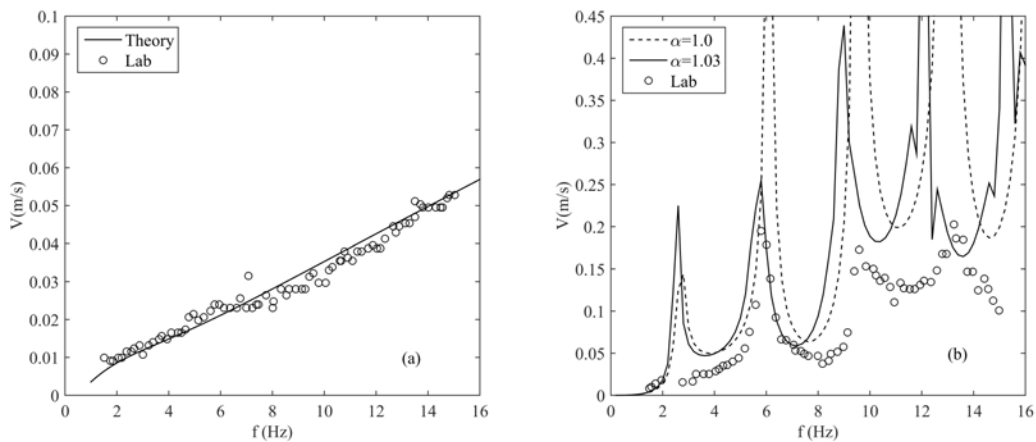 0.1
0.09
0.08
0.07
0.06
0.05
0.04
0.03
0.02
0.01
0
V(m/s)
Theory
Lab
(a)
0 2 4 6 8 10 12 14 16
f (Hz)
0.45
0.4
0.35
0.3
0.25
0.2
0.15
0.1
0.05
0
V(m/s)
α=1.0
α=1.03
Lab
(b)
0 2 4 6 8 10 12 14 16
f (Hz)